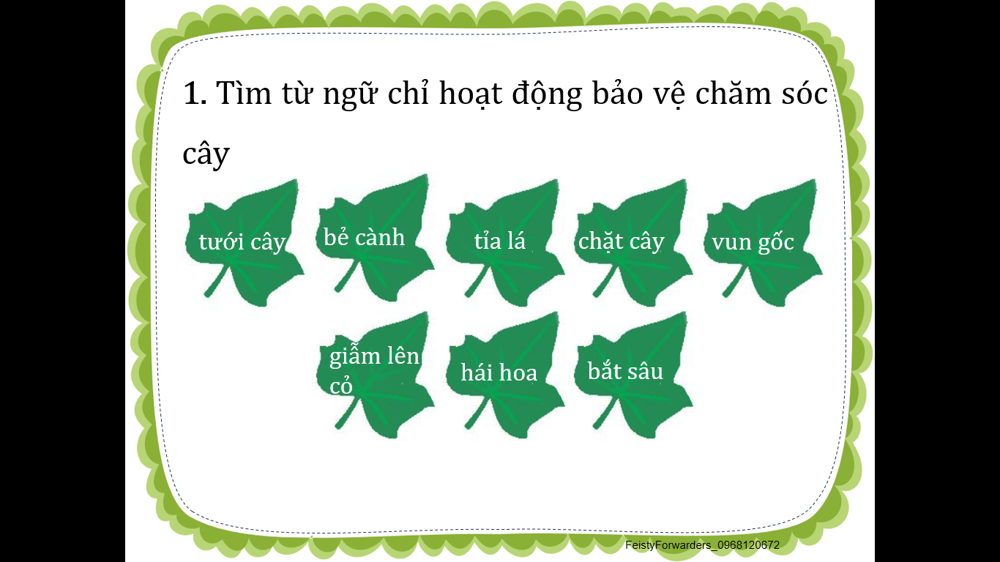 1. Tìm từ ngữ chỉ hoạt động bảo vệ chăm sóc
cây
tưới cây
bẻ cành
tỉa lá
chặt cây
vun gốc
giẫm lên
cỏ
hái hoa
bắt sâu
FeistyForwarders_0968120672